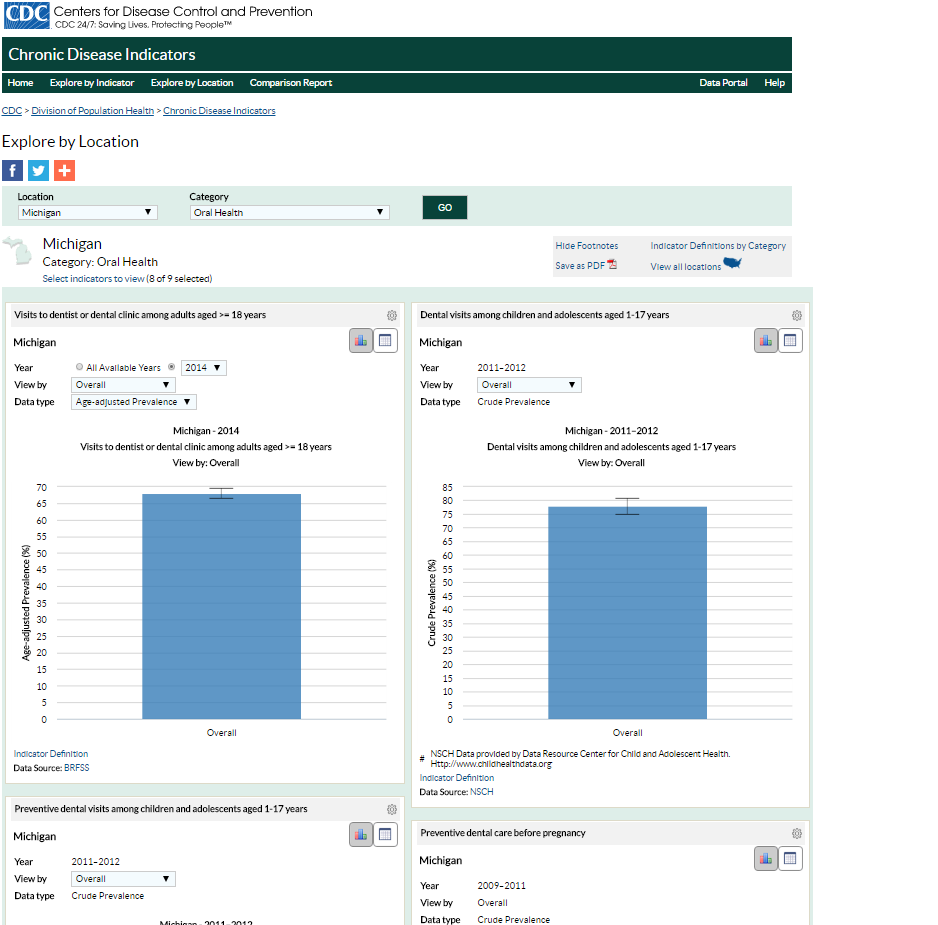 CDC Centers for Disease Control and Prevention
CDC 24/7: Saving Lives. Protecting People™
Chronic Disease Indicators
Home Explore by Indicator Explore by Location Comparison Report Data Portal Help
CDC > Division of Population Health > Chronic Disease Indicators
Explore by Location
Location Category
Michigan Oral Health GO
Michigan
Category: Oral Health
Select indicators to view (8 of 9 selected)
Hide Footnotes Indicator Definitions by Category
Save as PDF View all locations
Visits to dentist or dental clinic among adults aged >= 18 years
Michigan
Year All Available Years 2014
View by Overall
Data type Age-adjusted Prevalence
Michigan - 2014
Visits to dentist or dental clinic among adults aged >= 18 years
View by: Overall
Age-adjusted Prevalence (%)
70
65
60
55
50
45
40
35
30
25
20
15
10
5
0
Overall
Indicator Definition
Data Source: BRFSS
Dental visits among children and adolescents aged 1-17 years
Michigan
Year 2011–2012
View by Overall
Data type Crude Prevalence
Michigan - 2011–2012
Dental visits among children and adolescents aged 1-17 years
View by: Overall
Crude Prevalence (%)
85
80
75
70
65
60
55
50
45
40
35
30
25
20
15
10
5
0
Overall
# NSCH Data provided by Data Resource Center for Child and Adolescent Health.
Http://www.childhealthdata.org
Indicator Definition
Data Source: NSCH
Preventive dental visits among children and adolescents aged 1-17 years
Michigan
Year 2011–2012
View by Overall
Data type Crude Prevalence
Michigan - 2011–2012
Preventive dental care before pregnancy
Michigan
Year 2009–2011
View by Overall
Data type Crude Prevalence